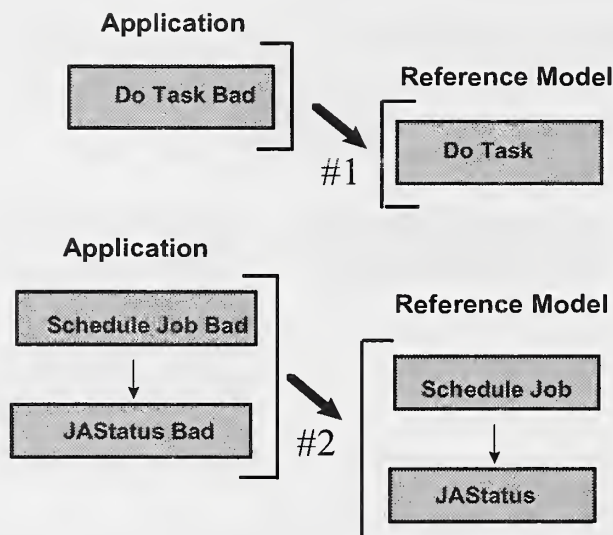 Application
Do Task Bad
#1
Reference Model
Do Task
Application
Schedule Job Bad
JAStatus Bad
#2
Reference Model
Schedule Job
JAStatus